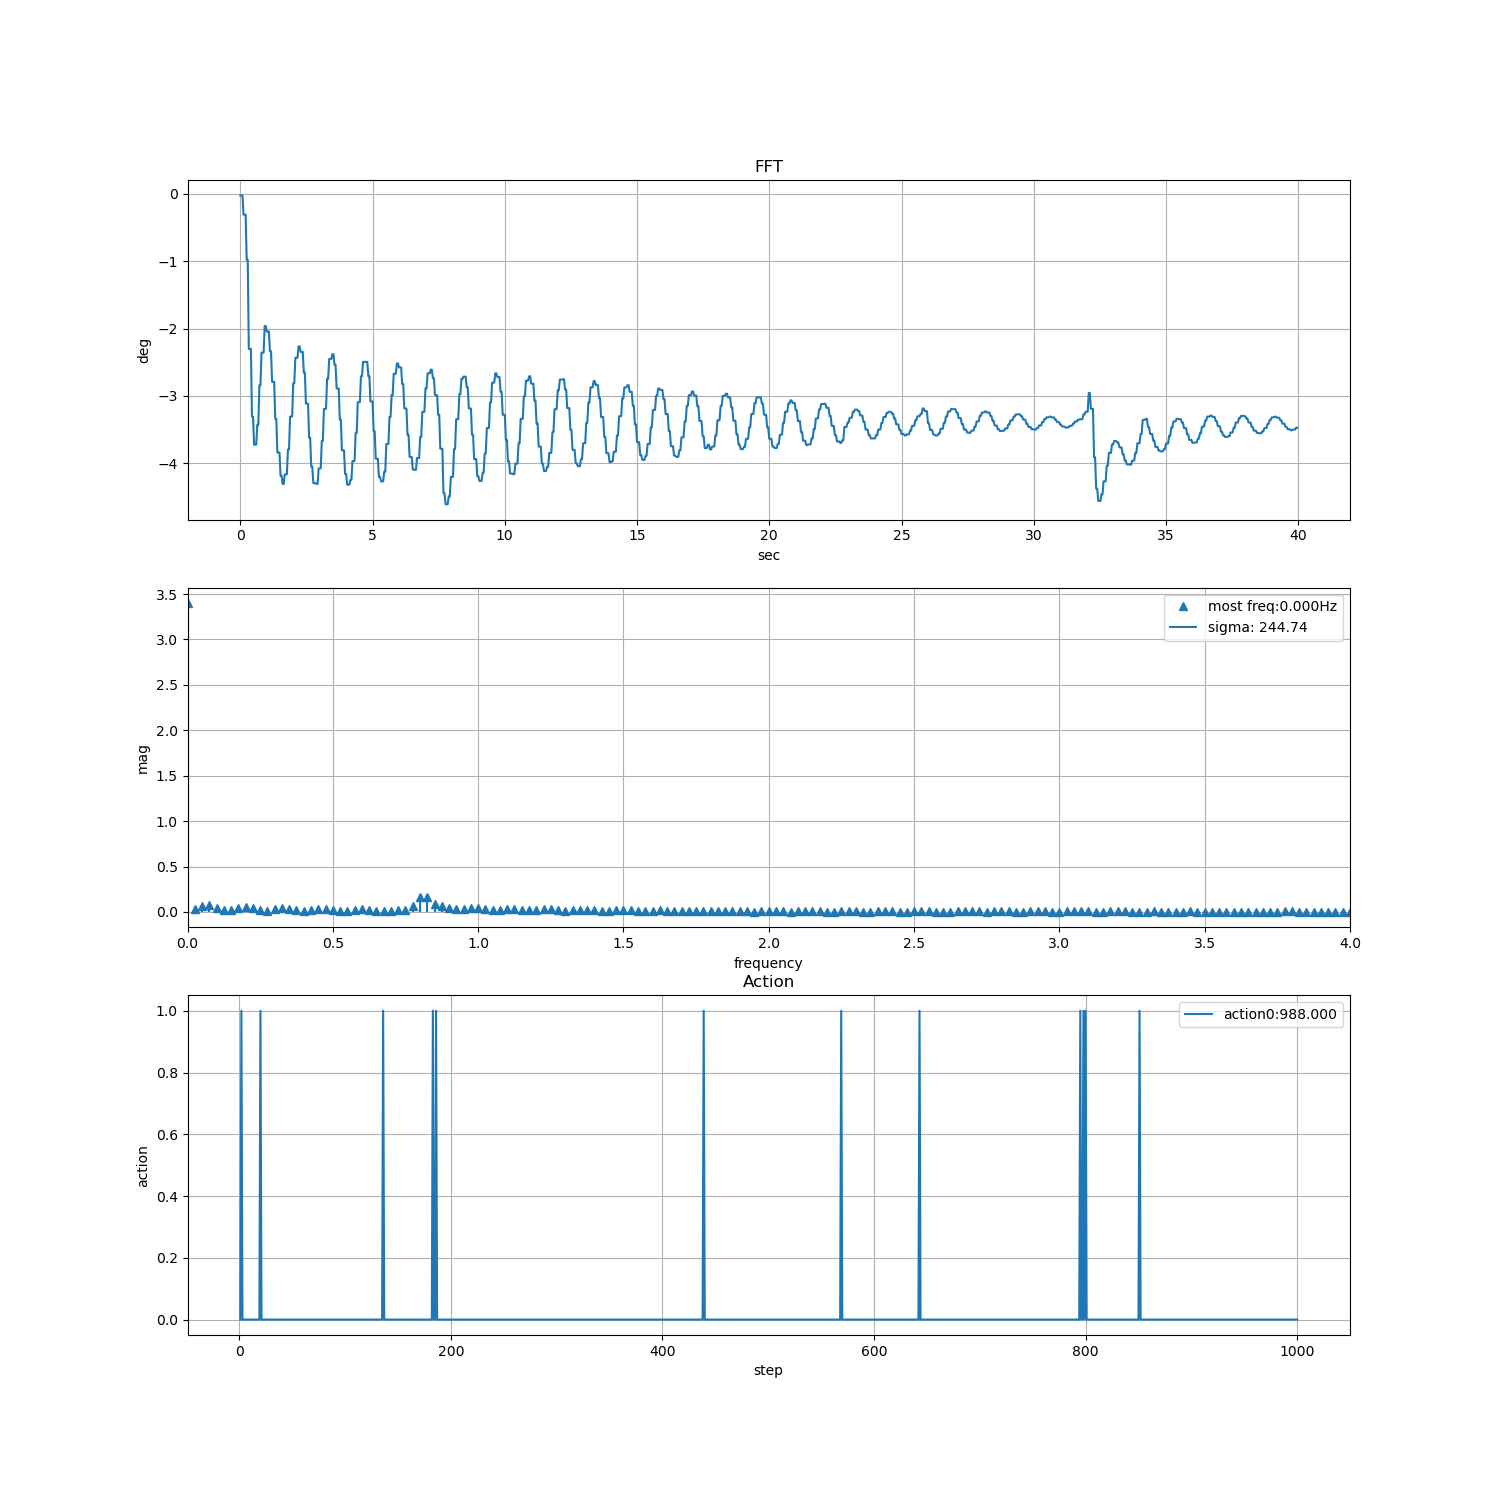 FFT
0
−1
−2
−3
−4
deg
0 5 10 15 20 25 30 35 40
sec
3.5
3.0
2.5
2.0
1.5
1.0
0.5
0.0
mag
most freq:0.000Hz
sigma: 244.74
0.0 0.5 1.0 1.5 2.0 2.5 3.0 3.5 4.0
frequency
Action
1.0
0.8
0.6
0.4
0.2
0.0
action
action0:988.000
0 200 400 600 800 1000
step